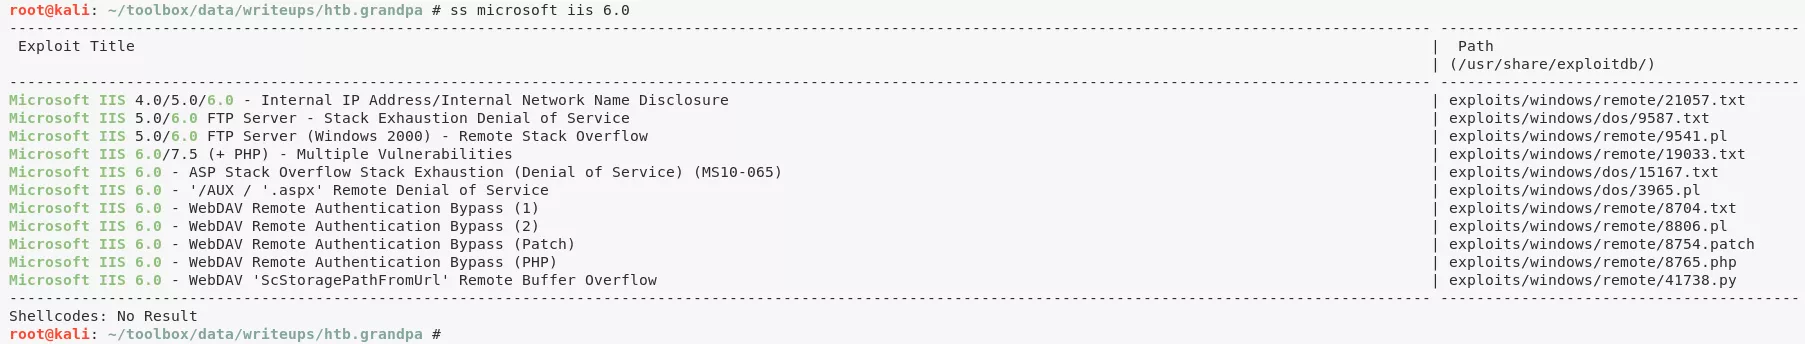 root@kali: ~/toolbox/data/writeups/htb.grandpa # ss microsoft iis 6.0
--------------------------------------------------------------------------------------------------------------------------------------------------------------- ----------------------------------------
 Exploit Title | Path
 | (/usr/share/exploitdb/)
--------------------------------------------------------------------------------------------------------------------------------------------------------------- ----------------------------------------
Microsoft IIS 4.0/5.0/6.0 - Internal IP Address/Internal Network Name Disclosure | exploits/windows/remote/21057.txt
Microsoft IIS 5.0/6.0 FTP Server - Stack Exhaustion Denial of Service | exploits/windows/dos/9587.txt
Microsoft IIS 5.0/6.0 FTP Server (Windows 2000) - Remote Stack Overflow | exploits/windows/remote/9541.pl
Microsoft IIS 6.0/7.5 (+ PHP) - Multiple Vulnerabilities | exploits/windows/remote/19033.txt
Microsoft IIS 6.0 - ASP Stack Overflow Stack Exhaustion (Denial of Service) (MS10-065) | exploits/windows/dos/15167.txt
Microsoft IIS 6.0 - '/AUX / '.aspx' Remote Denial of Service | exploits/windows/dos/3965.pl
Microsoft IIS 6.0 - WebDAV Remote Authentication Bypass (1) | exploits/windows/remote/8704.txt
Microsoft IIS 6.0 - WebDAV Remote Authentication Bypass (2) | exploits/windows/remote/8806.pl
Microsoft IIS 6.0 - WebDAV Remote Authentication Bypass (Patch) | exploits/windows/remote/8754.patch
Microsoft IIS 6.0 - WebDAV Remote Authentication Bypass (PHP) | exploits/windows/remote/8765.php
Microsoft IIS 6.0 - WebDAV 'ScStoragePathFromUrl' Remote Buffer Overflow | exploits/windows/remote/41738.py
--------------------------------------------------------------------------------------------------------------------------------------------------------------- ----------------------------------------
Shellcodes: No Result
root@kali: ~/toolbox/data/writeups/htb.grandpa #